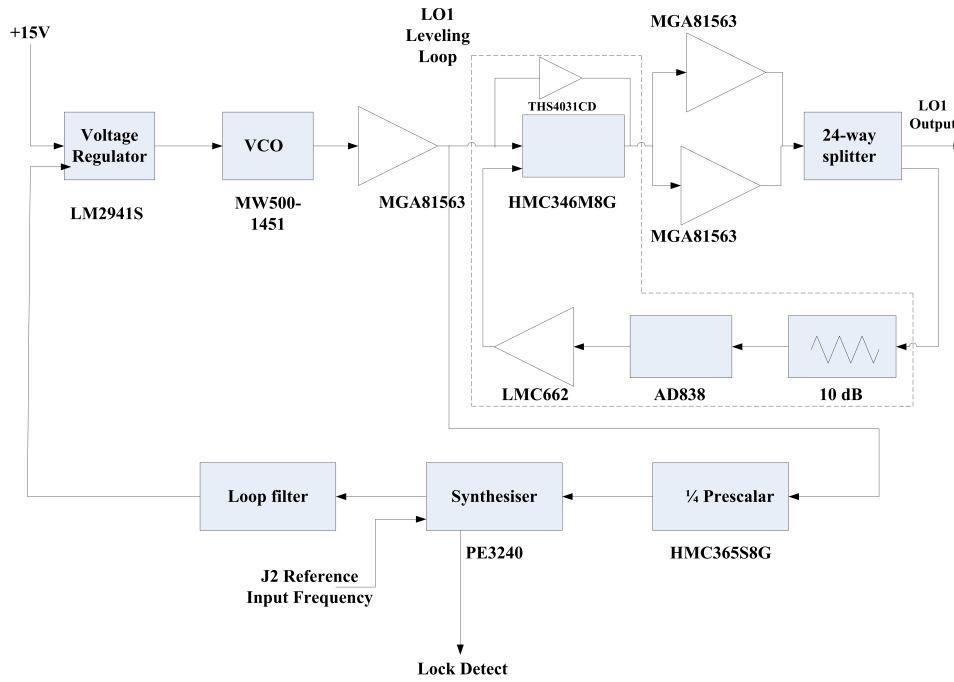 +15V
LO1
Leveling
Loop
MGA81563
LO1
Output
THS4031CD
Voltage
Regulator
VCO
24-way
splitter
LM2941S
MW500-
1451
MGA81563
HMC346M8G
MGA81563
LMC662
AD838
10 dB
Loop filter
Synthesiser
¼ Prescalar
PE3240
HMC365S8G
J2 Reference
Input Frequency
Lock Detect